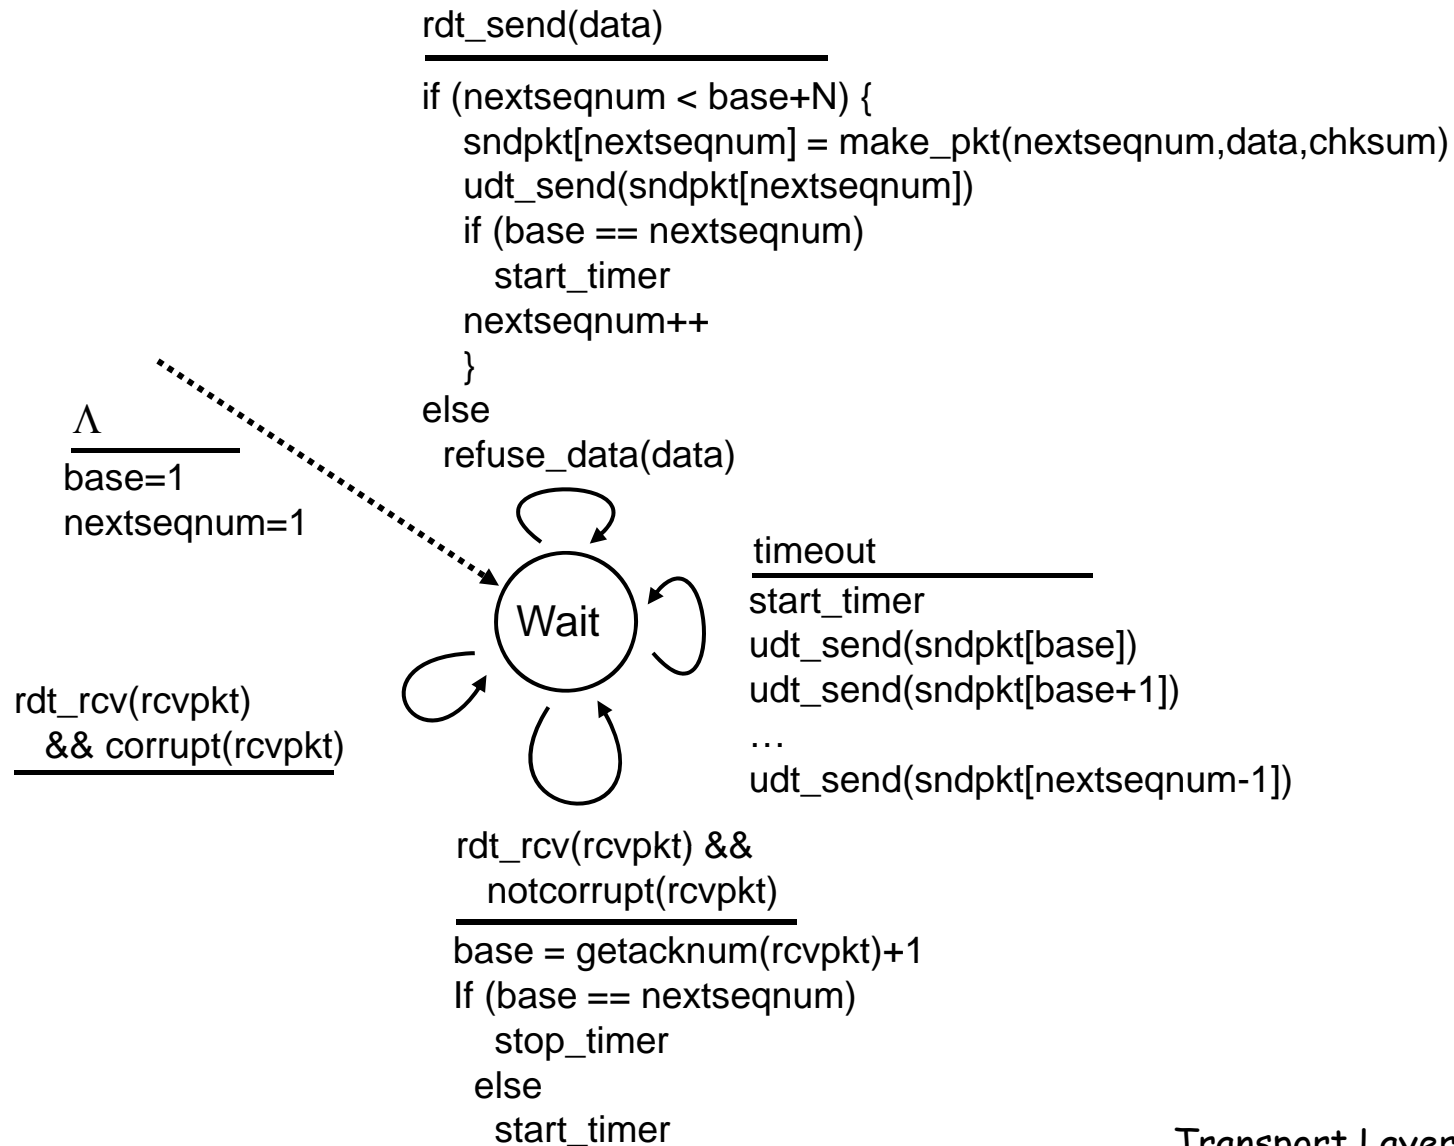 rdt_send(data)
if (nextseqnum < base+N) {
sndpkt[nextseqnum] = make_pkt(nextseqnum,data,chksum)
udt_send(sndpkt[nextseqnum])
if (base == nextseqnum)
start_timer
nextseqnum++
}
else
refuse_data(data)
Λ
base=1
nextseqnum=1
Wait
timeout
start_timer
udt_send(sndpkt[base])
udt_send(sndpkt[base+1])
…
udt_send(sndpkt[nextseqnum-1])
rdt_rcv(rcvpkt)
&& corrupt(rcvpkt)
rdt_rcv(rcvpkt) &&
notcorrupt(rcvpkt)
base = getacknum(rcvpkt)+1
If (base == nextseqnum)
stop_timer
else
start_timer
Transport Layer